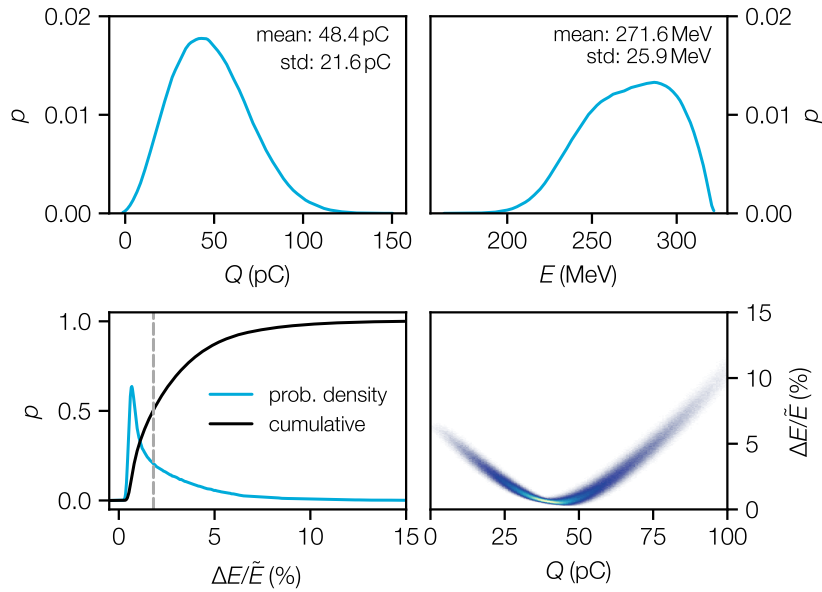 0.02
0.01
0.00
p
mean: 48.4 pC
std: 21.6 pC
0
50
100
150
Q (pC)
mean: 271.6 MeV
std: 25.9 MeV
0.02
0.01
0.00
p
200
250
300
E (MeV)
1.0
0.5
0.0
p
prob. density
cumulative
0
5
10
15
ΔE/Ẽ (%)
15
10
5
0
ΔE/Ẽ (%)
0
25
50
75
100
Q (pC)